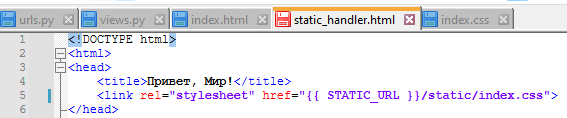 urls.py views.py index.html static_handler.html index.css
1 <!DOCTYPE html>
2 <html>
3 <head>
4 <title>Привет, Мир!</title>
5 <link rel="stylesheet" href="{{ STATIC_URL }}/static/index.css">
6 </head>